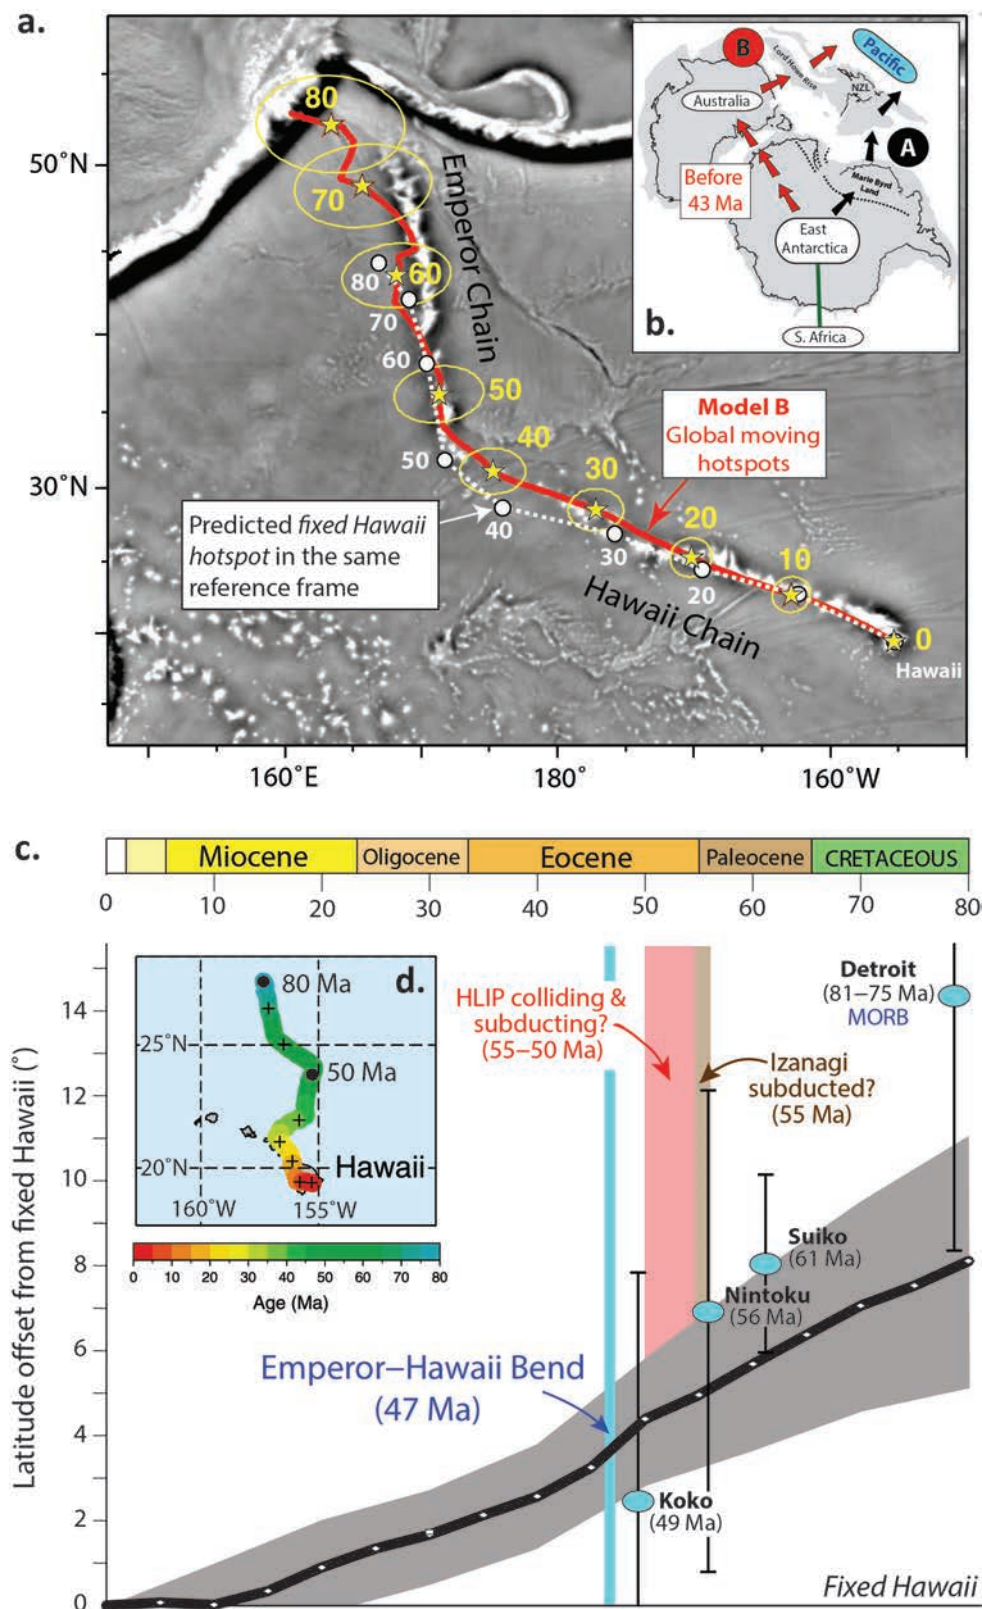 a.
80
50°N
70
Emperor Chain
60
80
70
60
50
50
40
30
30°N
20
Model B
Global moving
hotspots
Predicted fixed Hawaii
hotspot in the same
reference frame
40
30
20
10
0
Hawaii Chain
Hawaii
160°E
180°
160°W
B
Lord Howe Rise
Pacific
NZL
Australia
A
Before
43 Ma
Marie Byrd
Land
East
Antarctica
b.
S. Africa
c.
Miocene
Oligocene
Eocene
Paleocene
CRETACEOUS
0
10
20
30
40
50
60
70
80
Latitude offset from fixed Hawaii (°)
14
12
10
8
6
4
2
0
d.
80 Ma
25°N
50 Ma
20°N
Hawaii
160°W
155°W
0 10 20 30 40 50 60 70 80
Age (Ma)
HLIP colliding &
subducting?
(55–50 Ma)
Izanagi
subducted?
(55 Ma)
Detroit
(81–75 Ma)
MORB
Suiko
(61 Ma)
Nintoku
(56 Ma)
Emperor–Hawaii Bend
(47 Ma)
Koko
(49 Ma)
Fixed Hawaii